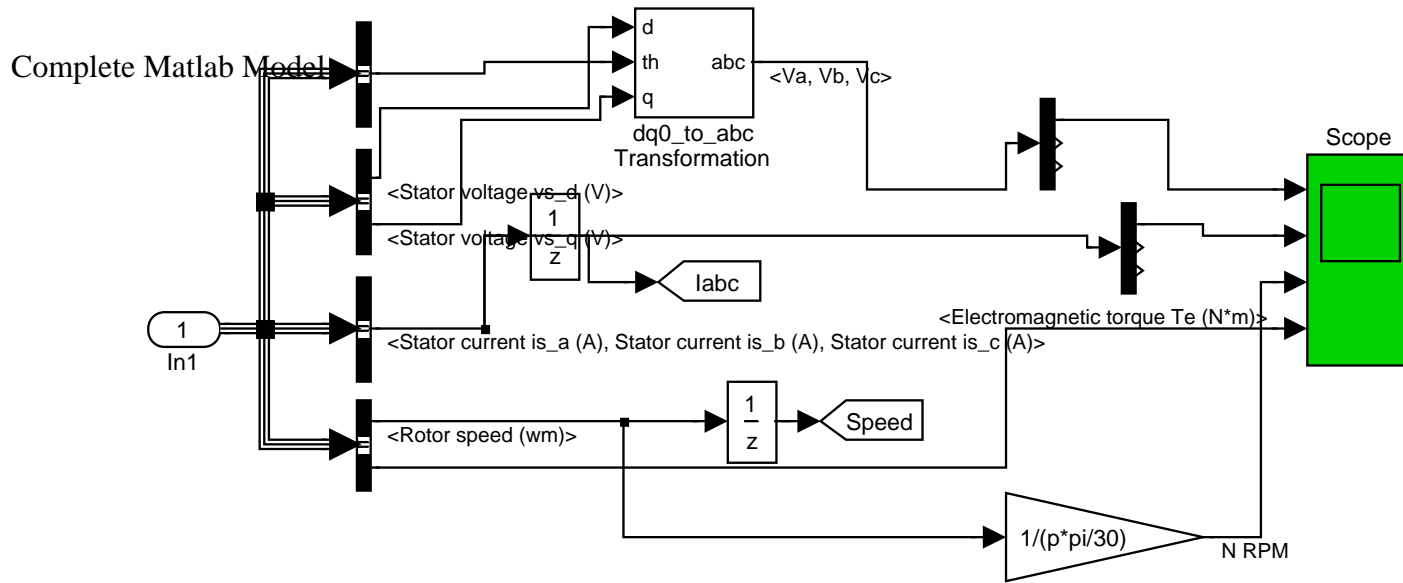 Complete Matlab Model
d
th
q
abc
dq0_to_abc
Transformation
<Va, Vb, Vc>
Scope
<Stator voltage vs_d (V)>
<Stator voltage vs_q (V)>
1
z
Iabc
1
In1
<Electromagnetic torque Te (N*m)>
<Stator current is_a (A), Stator current is_b (A), Stator current is_c (A)>
<Rotor speed (wm)>
1
z
Speed
1/(p*pi/30)
N RPM